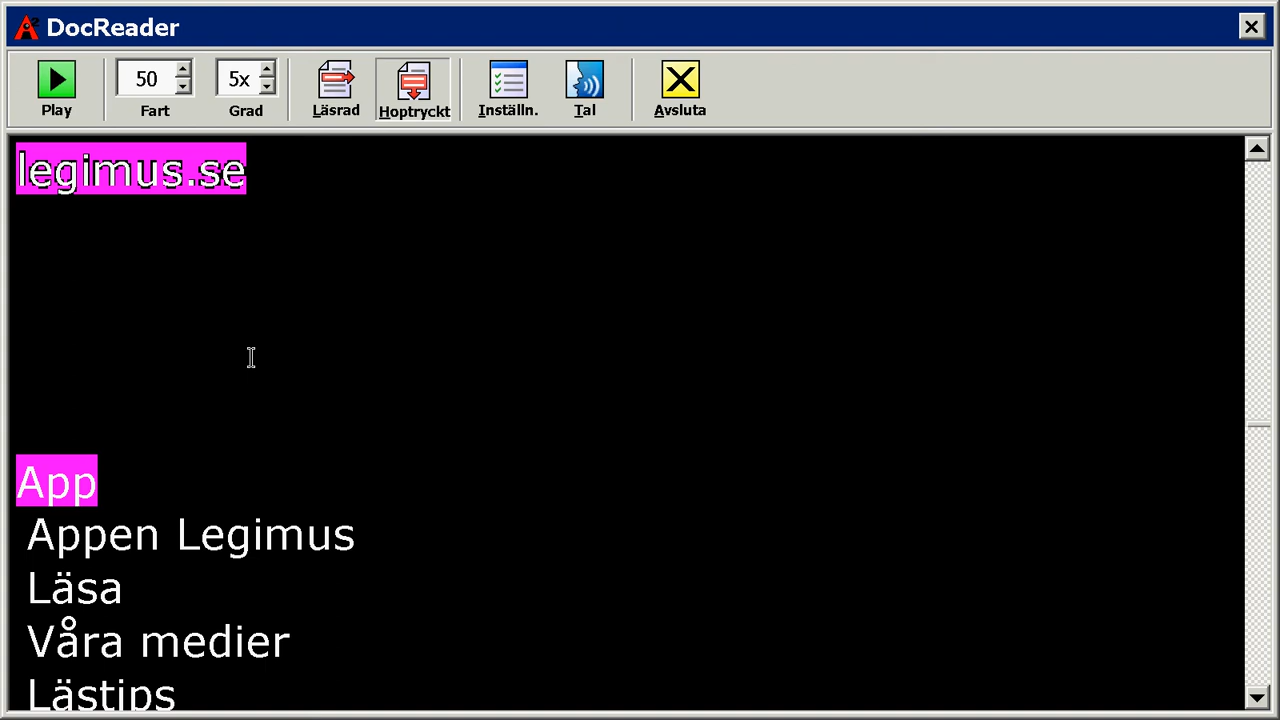 DocReader
Play
50
Fart
5x
Grad
Läsrad
Hoptryckt
Inställn.
Tal
Avsluta
legimus.se
App
Appen Legimus
Läsa
Våra medier
Lästips